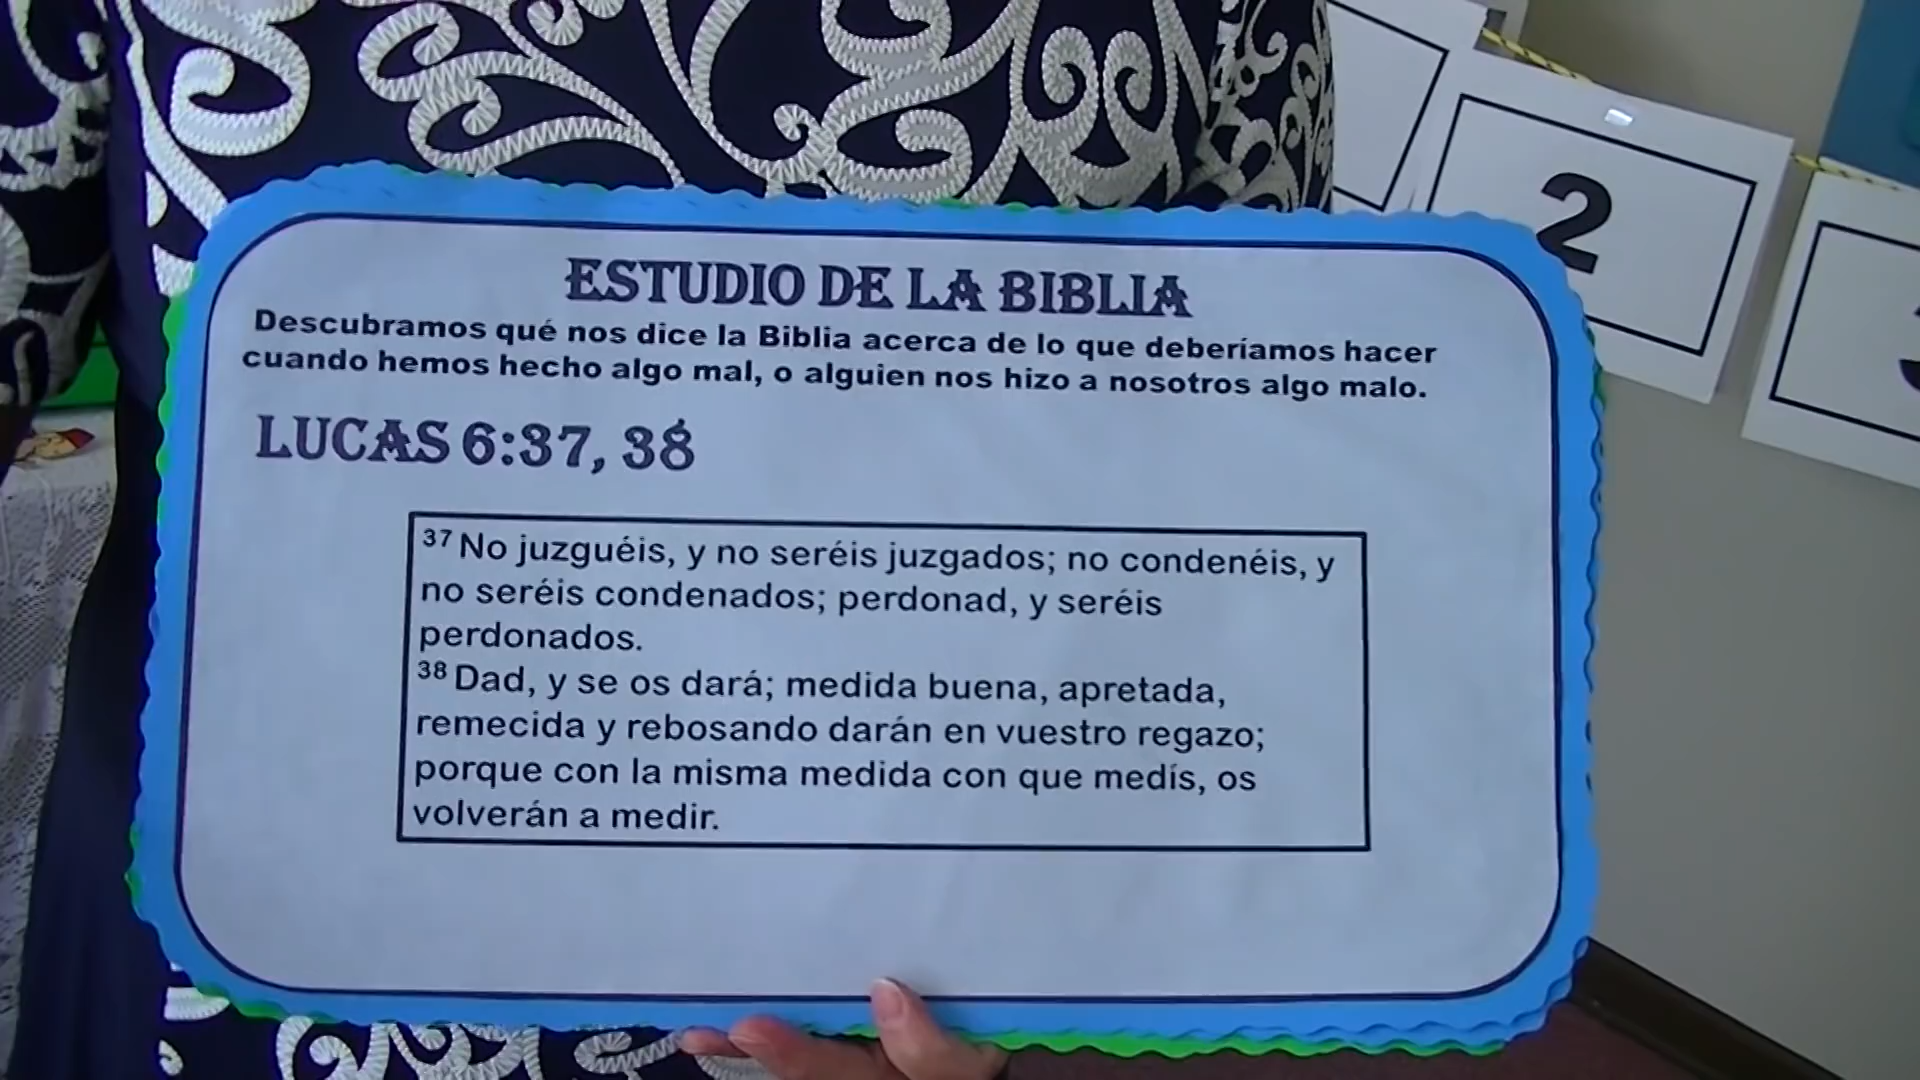 ESTUDIO DE LA BIBLIA
Descubramos qué nos dice la Biblia acerca de lo que deberíamos hacer
cuando hemos hecho algo mal, o alguien nos hizo a nosotros algo malo.
LUCAS 6:37, 38
37 No juzguéis, y no seréis juzgados; no condenéis, y
no seréis condenados; perdonad, y seréis
perdonados.
38 Dad, y se os dará; medida buena, apretada,
remecida y rebosando darán en vuestro regazo;
porque con la misma medida con que medís, os
volverán a medir.
2